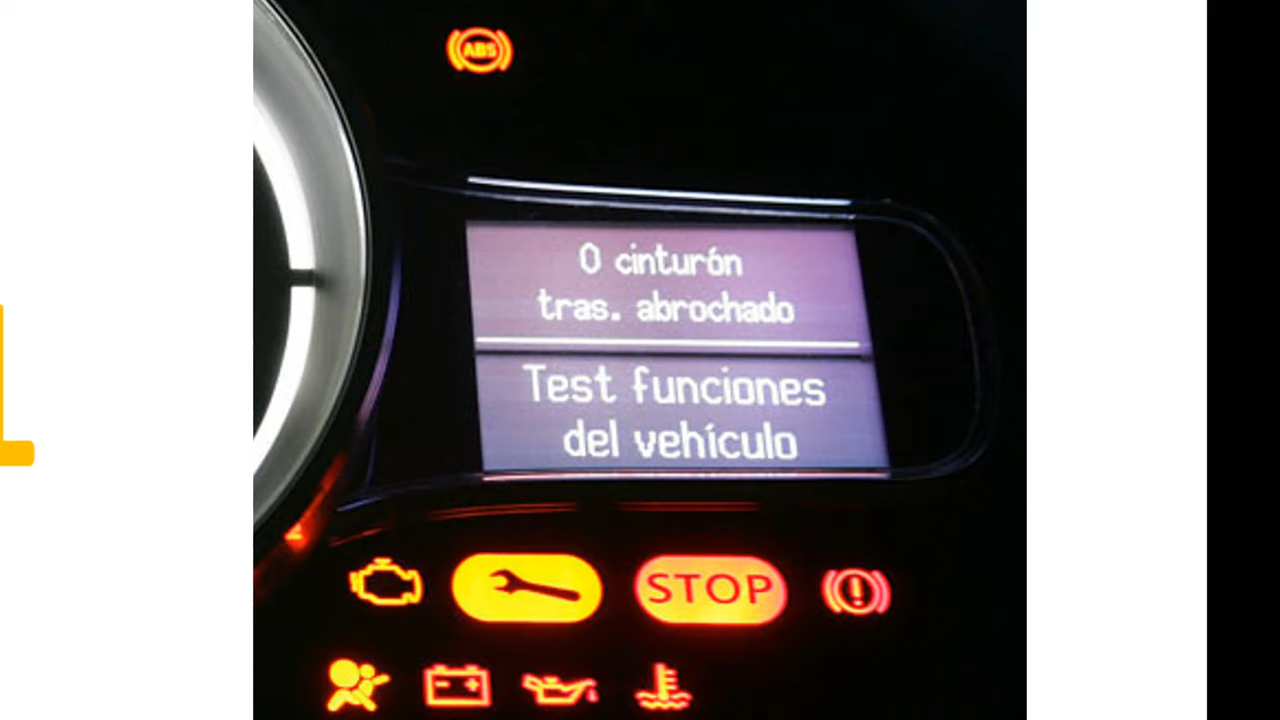 ABS
0 cinturón
tras. abrochado
Test funciones
del vehículo
STOP